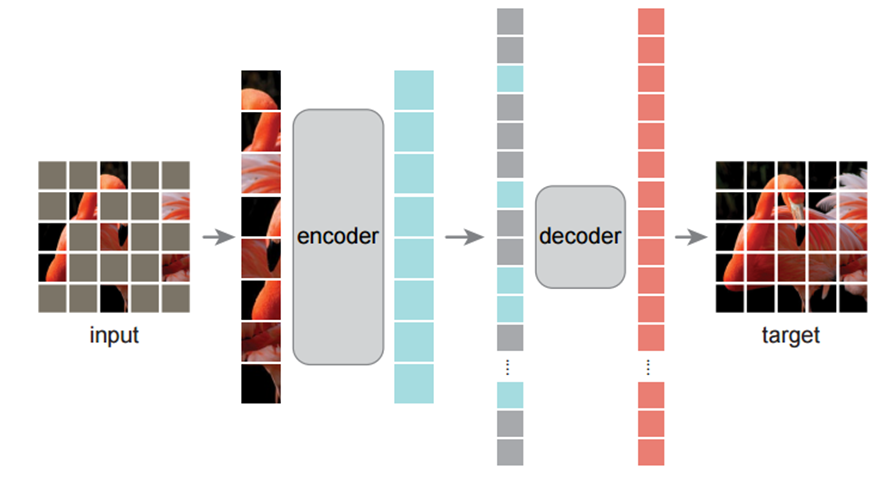 input
encoder
decoder
target